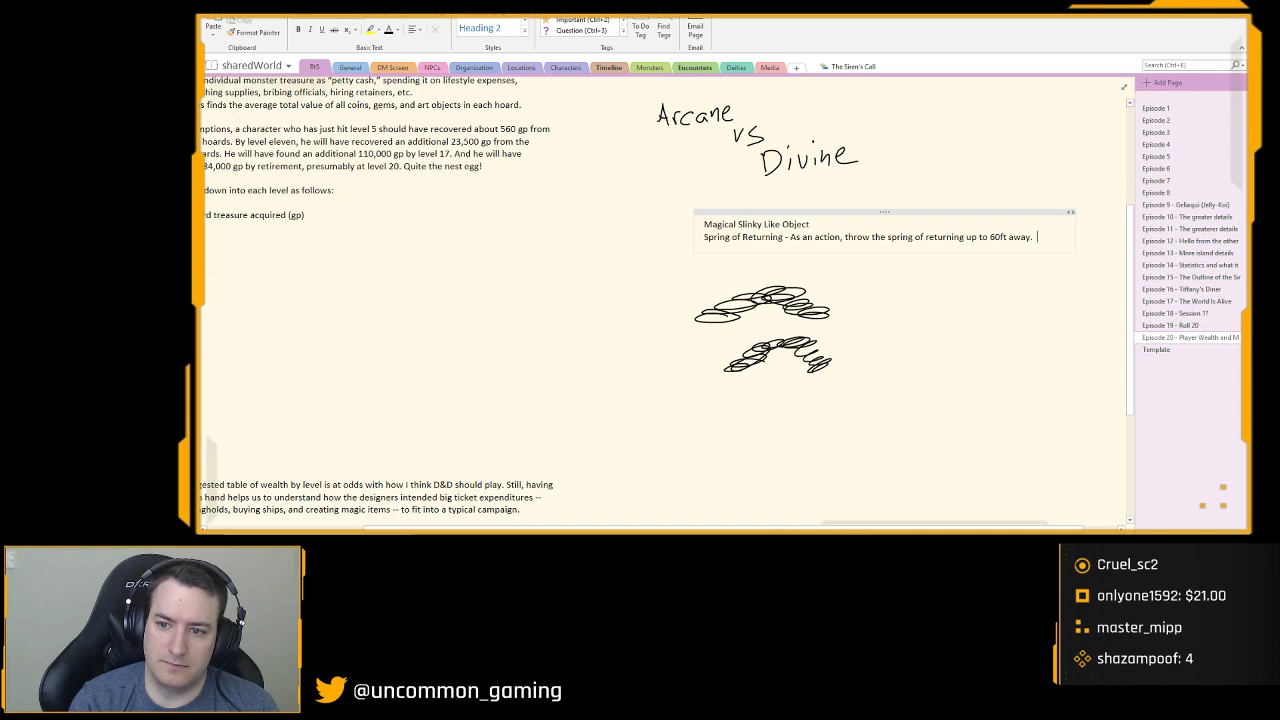 Paste
Format Painter
Clipboard
B I U ab x₂ A
Basic Text
Heading 2
Styles
Important (Ctrl+2)
? Question (Ctrl+3)
To Do
Tag
Find
Tags
Tags
Email
Page
Email
sharedWorld
BtS
General
DM Screen
NPCs
Organization
Locations
Characters
Timeline
Monsters
Encounters
Deities
Media
+
The Siren's Call
Search (Ctrl+E)
individual monster treasure as “petty cash,” spending it on lifestyle expenses,
shing supplies, bribing officials, hiring retainers, etc.
s finds the average total value of all coins, gems, and art objects in each hoard.
mptions, a character who has just hit level 5 should have recovered about 560 gp from
hoards. By level eleven, he will have recovered an additional 23,500 gp from the
ards. He will have found an additional 110,000 gp by level 17. And he will have
34,000 gp by retirement, presumably at level 20. Quite the nest egg!
down into each level as follows:
rd treasure acquired (gp)
Arcane
vs
Divine
Magical Slinky Like Object
Spring of Returning - As an action, throw the spring of returning up to 60ft away.
gested table of wealth by level is at odds with how I think D&D should play. Still, having
n hand helps us to understand how the designers intended big ticket expenditures --
ngholds, buying ships, and creating magic items -- to fit into a typical campaign.
Add Page
Episode 1
Episode 2
Episode 3
Episode 4
Episode 5
Episode 6
Episode 7
Episode 8
Episode 9 - Geliaqui (Jelly-Koi)
Episode 10 - The greater details
Episode 11 - The greaterer details
Episode 12 - Hello from the other
Episode 13 - More island details
Episode 14 - Statistics and what it
Episode 15 - The Outline of the Sir
Episode 16 - Tiffany's Diner
Episode 17 - The World Is Alive
Episode 18 - Session 1?
Episode 19 - Roll 20
Episode 20 - Player Wealth and M
Template
@uncommon_gaming
Cruel_sc2
onlyone1592: $21.00
master_mipp
shazampoof: 4